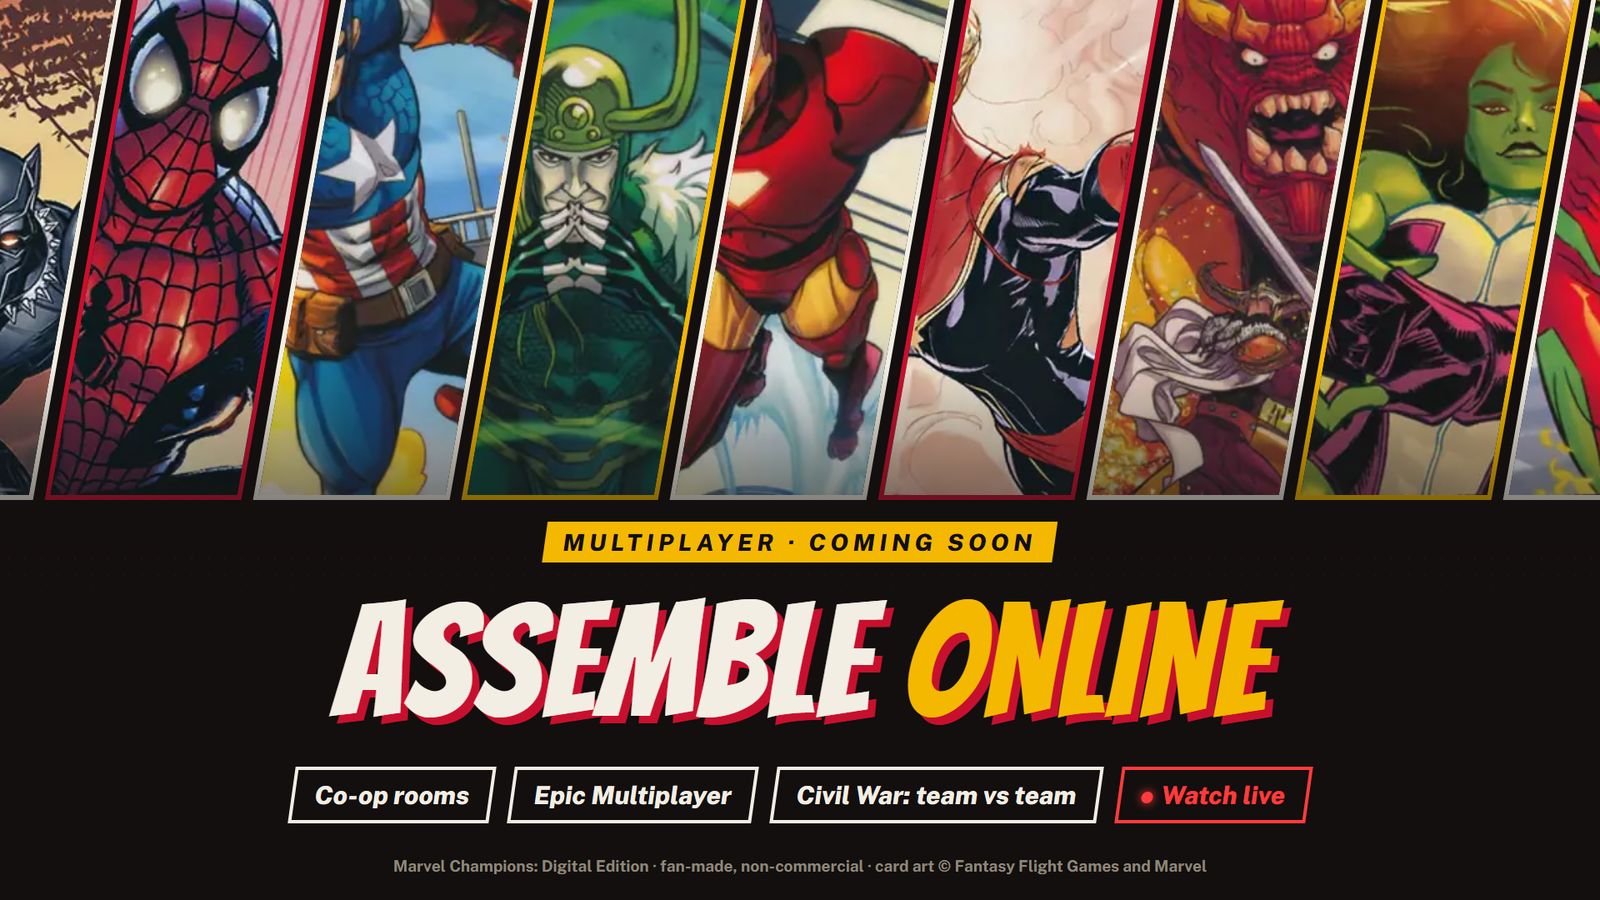 MULTIPLAYER · COMING SOON
ASSEMBLE ONLINE
Co-op rooms
Epic Multiplayer
Civil War: team vs team
Watch live
Marvel Champions: Digital Edition · fan-made, non-commercial · card art © Fantasy Flight Games and Marvel